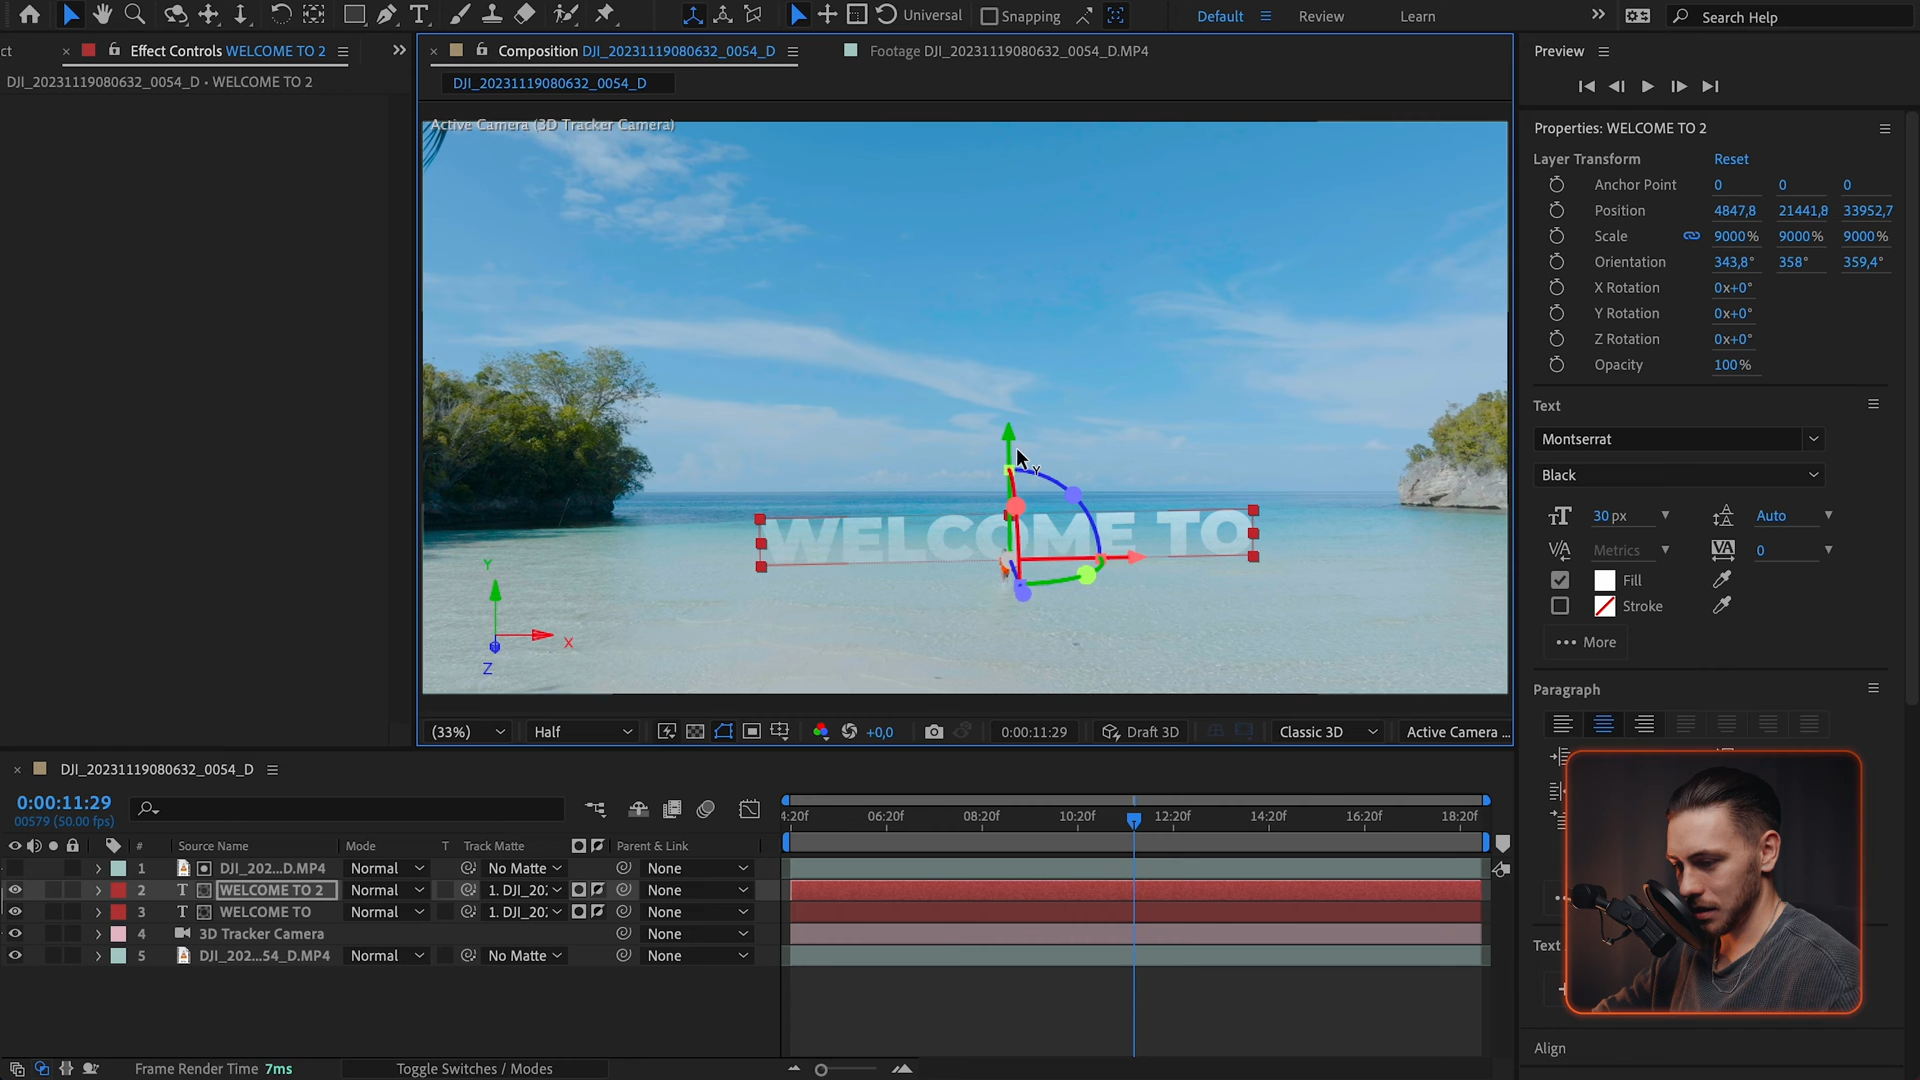 Universal
Snapping
Default
Review
Learn
Search Help
ct
Effect Controls WELCOME TO 2
Composition DJI_20231119080632_0054_D
Footage DJI_20231119080632_0054_D.MP4
Preview
DJI_20231119080632_0054_D • WELCOME TO 2
DJI_20231119080632_0054_D
Active Camera (3D Tracker Camera)
WELCOME TO
Y
X
Z
Y
Properties: WELCOME TO 2
Layer Transform Reset
Anchor Point 0 0 0
Position 4847,8 21441,8 33952,7
Scale 9000% 9000% 9000%
Orientation 343,8° 358° 359,4°
X Rotation 0x+0°
Y Rotation 0x+0°
Z Rotation 0x+0°
Opacity 100%
Text
Montserrat
Black
30 px Auto
Metrics 0
Fill
Stroke
More
Paragraph
(33%) Half +0,0 0:00:11:29 Draft 3D Classic 3D Active Camera ...
DJI_20231119080632_0054_D
0:00:11:29
00579 (50.00 fps)
4:20f 06:20f 08:20f 10:20f 12:20f 14:20f 16:20f 18:20f
# Source Name Mode T Track Matte Parent & Link
1 DJI_202...D.MP4 Normal No Matte None
2 WELCOME TO 2 Normal 1. DJI_20: None
3 WELCOME TO Normal 1. DJI_20: None
4 3D Tracker Camera None
5 DJI_202...54_D.MP4 Normal No Matte None
Text
Align
Frame Render Time 7ms
Toggle Switches / Modes